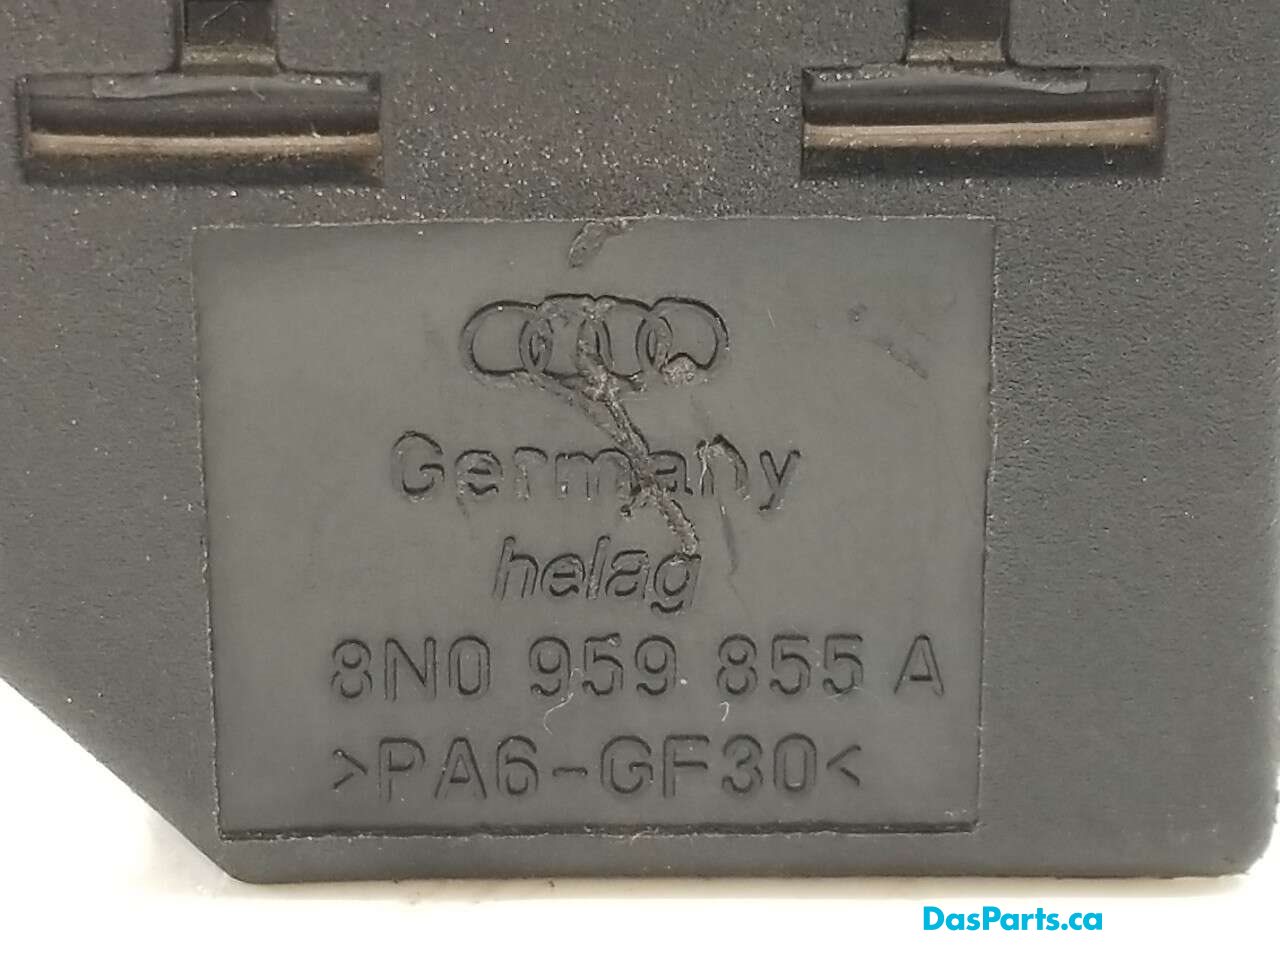 Germany
helag
8N0 959 855 A
>PA6-GF30<
DasParts.ca